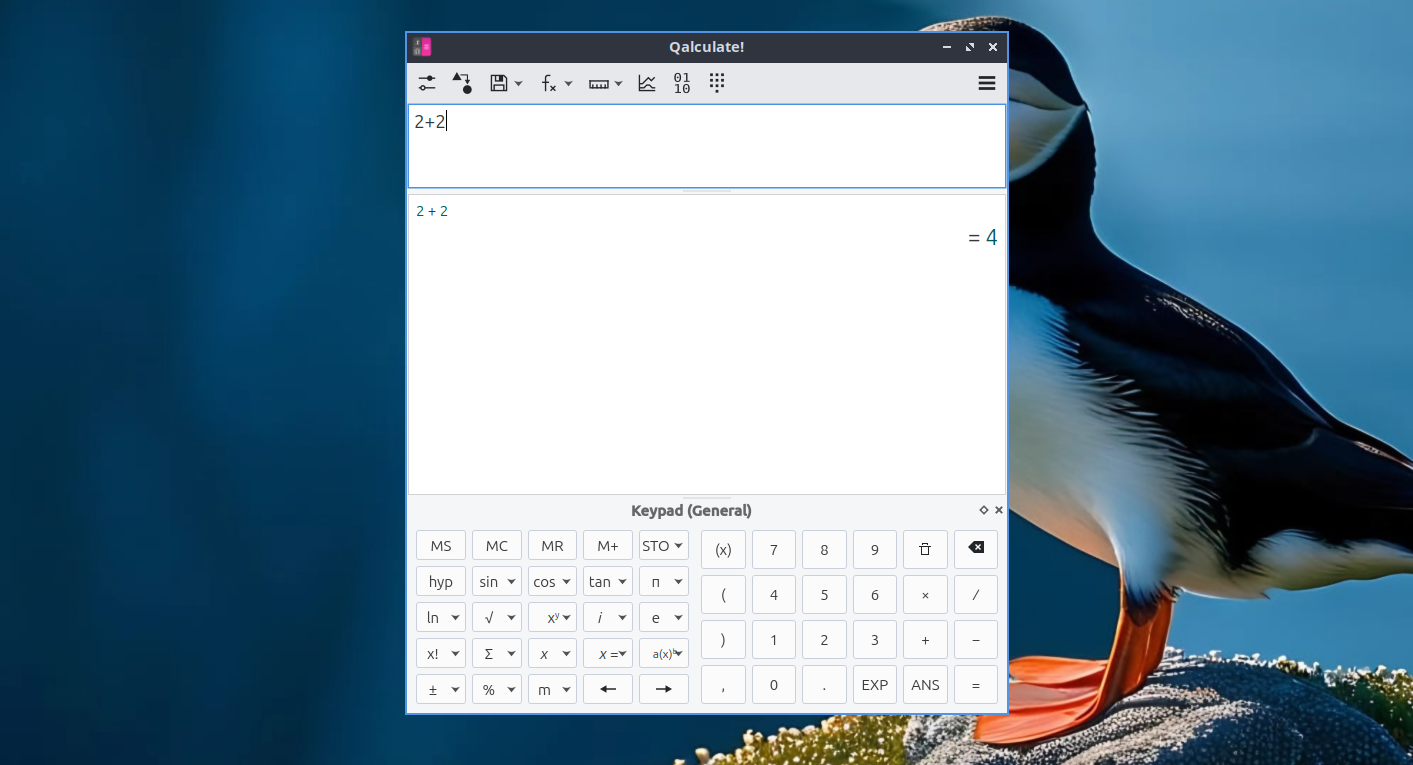 Qalculate!
01
10
2+2
2 + 2
= 4
Keypad (General)
MS MC MR M+ STO (x) 7 8 9
hyp sin cos tan π ( 4 5 6 × /
ln √ xʸ i e ) 1 2 3 + −
x! Σ x x = a(x)ᵇ
± % m , 0 . EXP ANS =